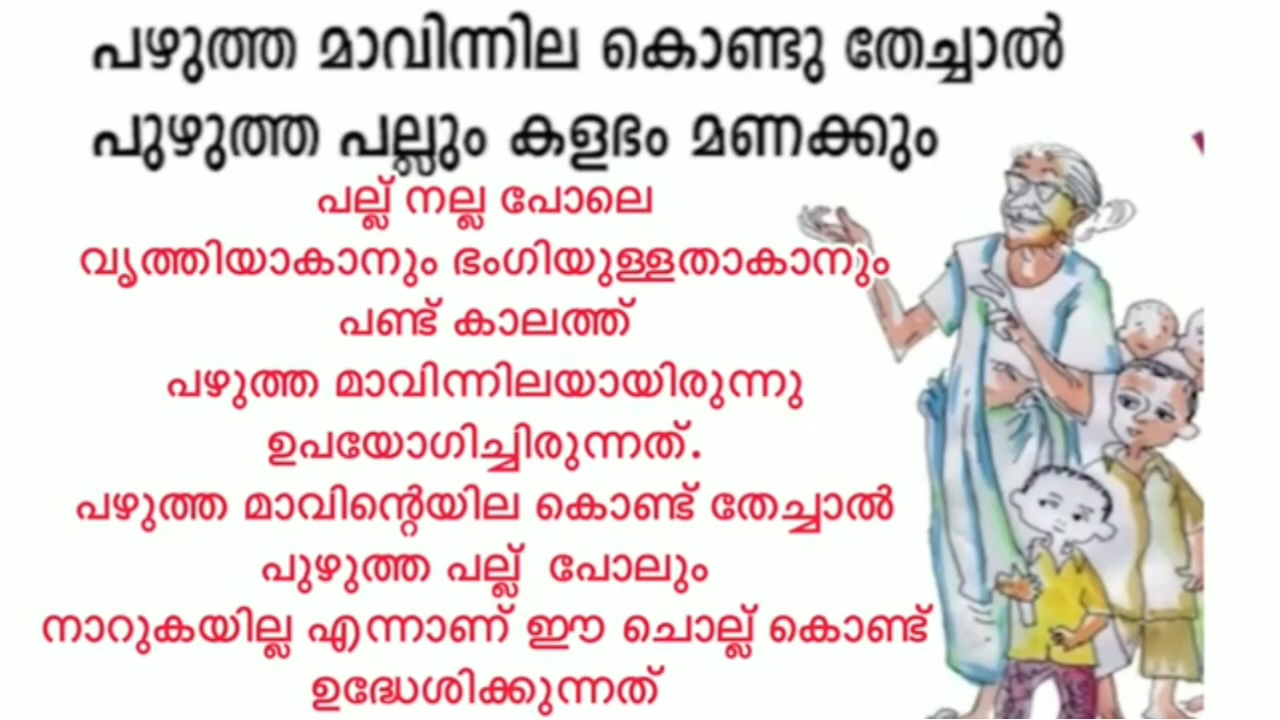 പഴുത്ത മാവിന്നില കൊണ്ടു തേച്ചാൽ
പുഴുത്ത പല്ലും കളഭം മണക്കും
പല്ല് നല്ല പോലെ
വൃത്തിയാകാനും ഭംഗിയുള്ളതാകാനും
പണ്ട് കാലത്ത്
പഴുത്ത മാവിന്നിലയായിരുന്നു
ഉപയോഗിച്ചിരുന്നത്.
പഴുത്ത മാവിന്റെയില കൊണ്ട് തേച്ചാൽ
പുഴുത്ത പല്ല് പോലും
നാറുകയില്ല എന്നാണ് ഈ ചൊല്ല് കൊണ്ട്
ഉദ്ധേശിക്കുന്നത്